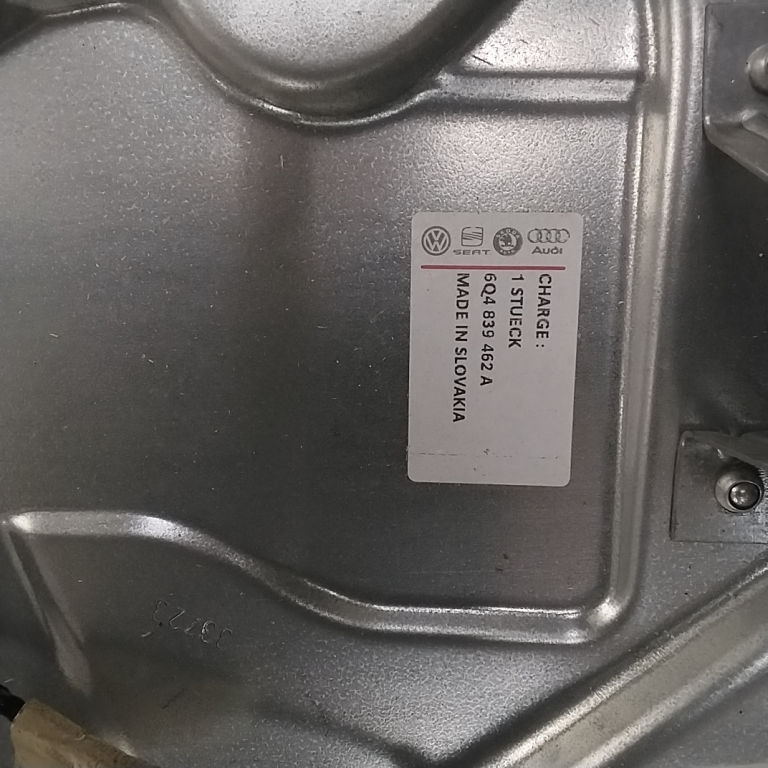 SEAT
Audi
CHARGE :
1 STUECK
6Q4 839 462 A
MADE IN SLOVAKIA